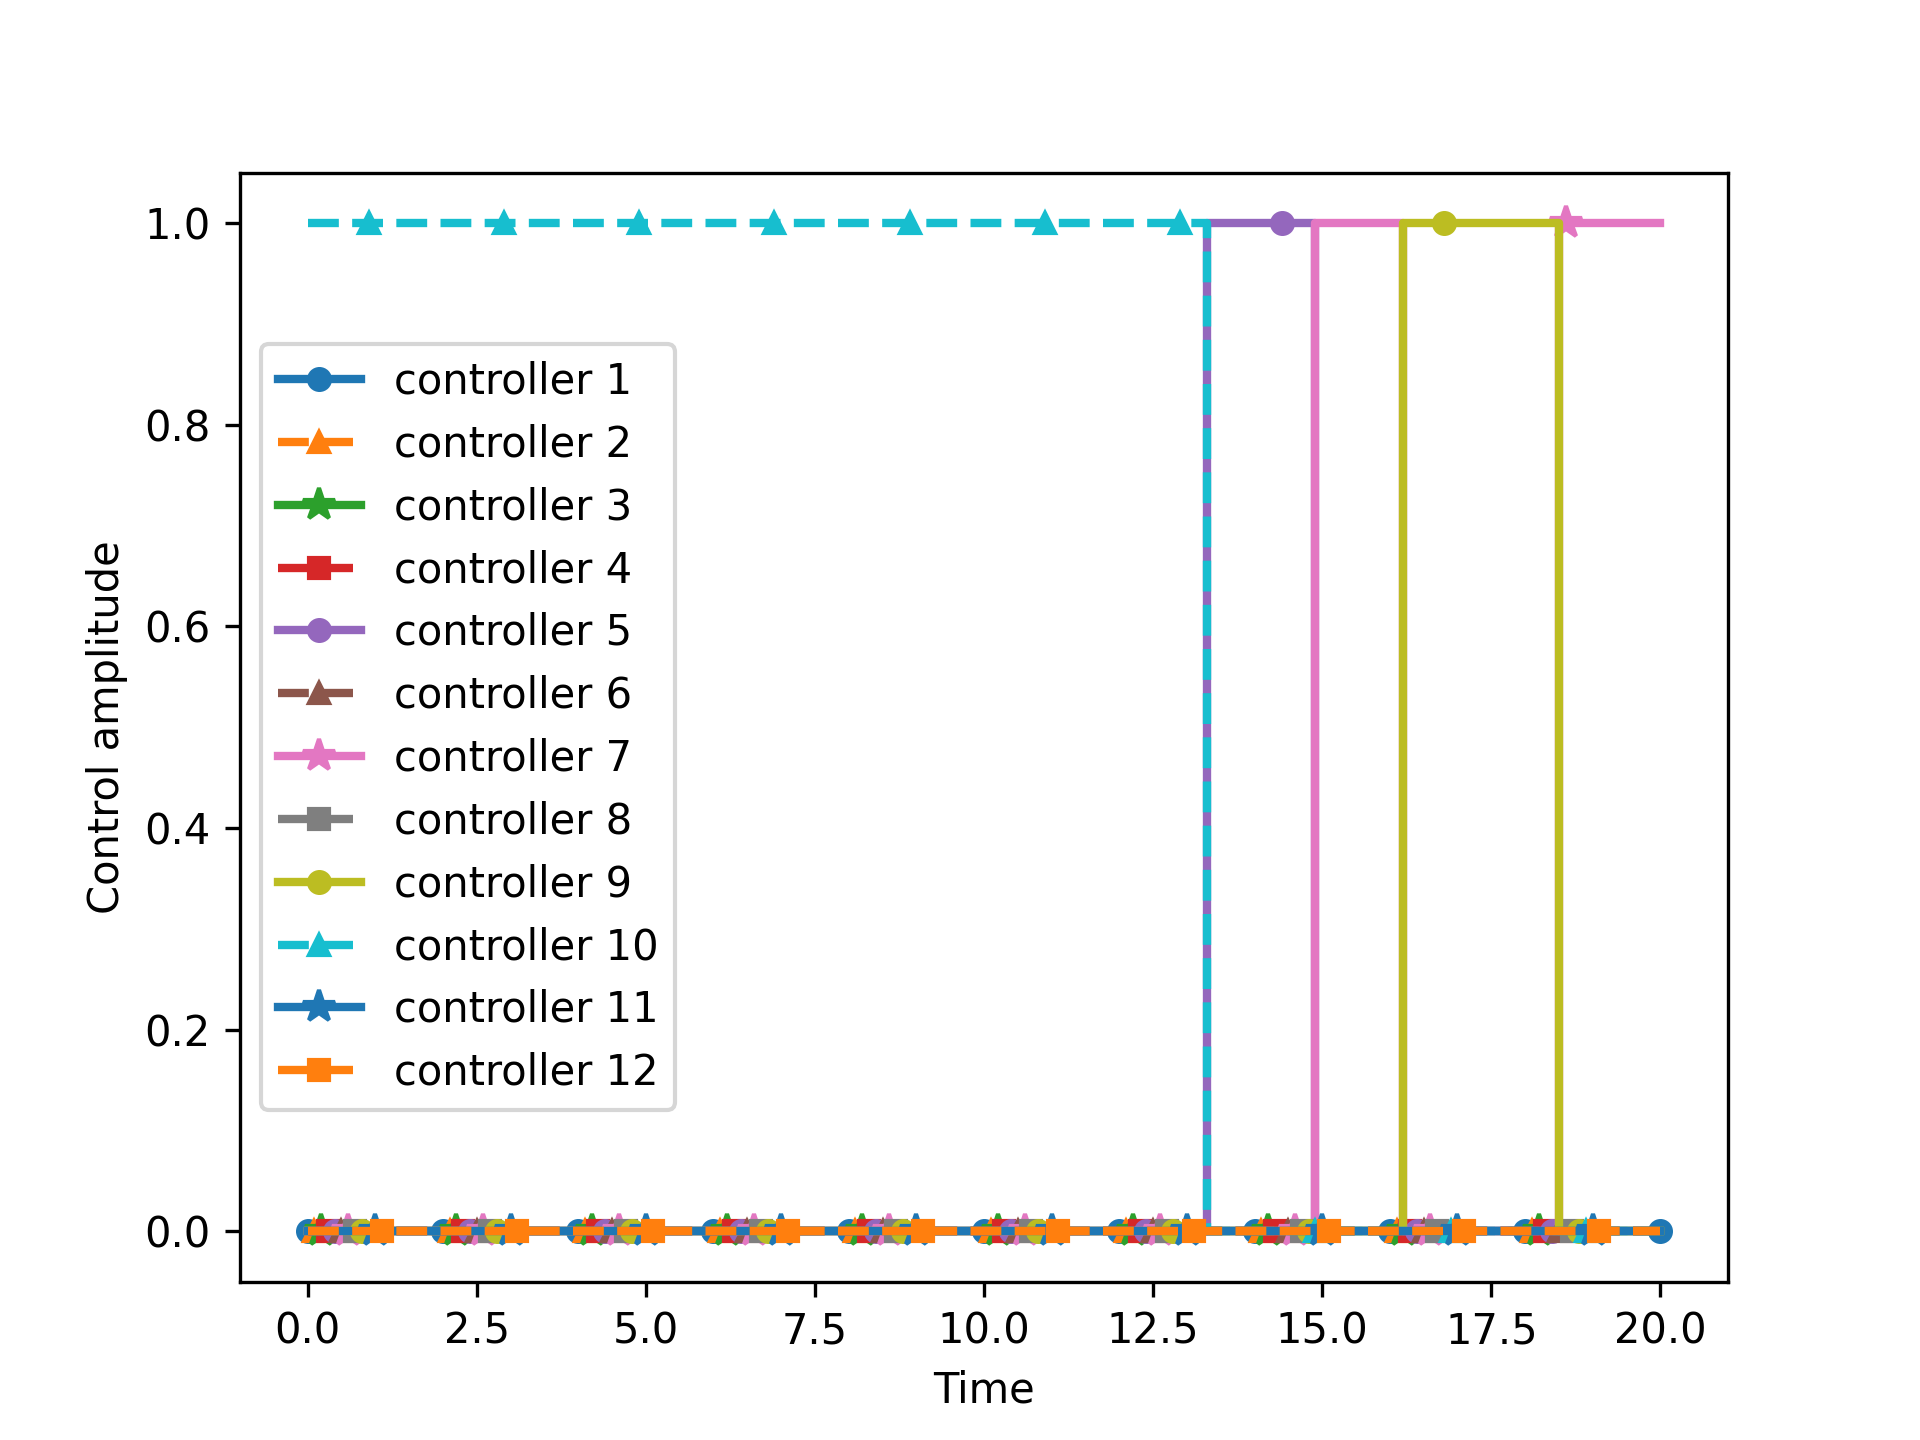 1.0
0.8
0.6
0.4
0.2
0.0
Control amplitude
controller 1
controller 2
controller 3
controller 4
controller 5
controller 6
controller 7
controller 8
controller 9
controller 10
controller 11
controller 12
0.0 2.5 5.0 7.5 10.0 12.5 15.0 17.5 20.0
Time